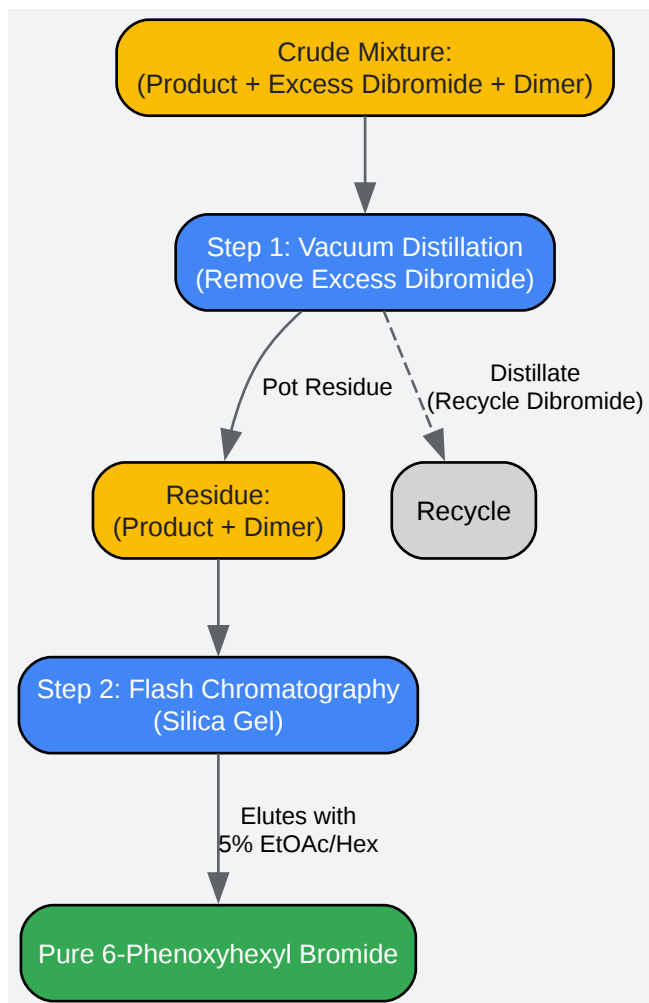 Crude Mixture:
(Product + Excess Dibromide + Dimer)
Step 1: Vacuum Distillation
(Remove Excess Dibromide)
Pot Residue
Distillate
(Recycle Dibromide)
Residue:
(Product + Dimer)
Recycle
Step 2: Flash Chromatography
(Silica Gel)
Elutes with
5% EtOAc/Hex
Pure 6-Phenoxyhexyl Bromide